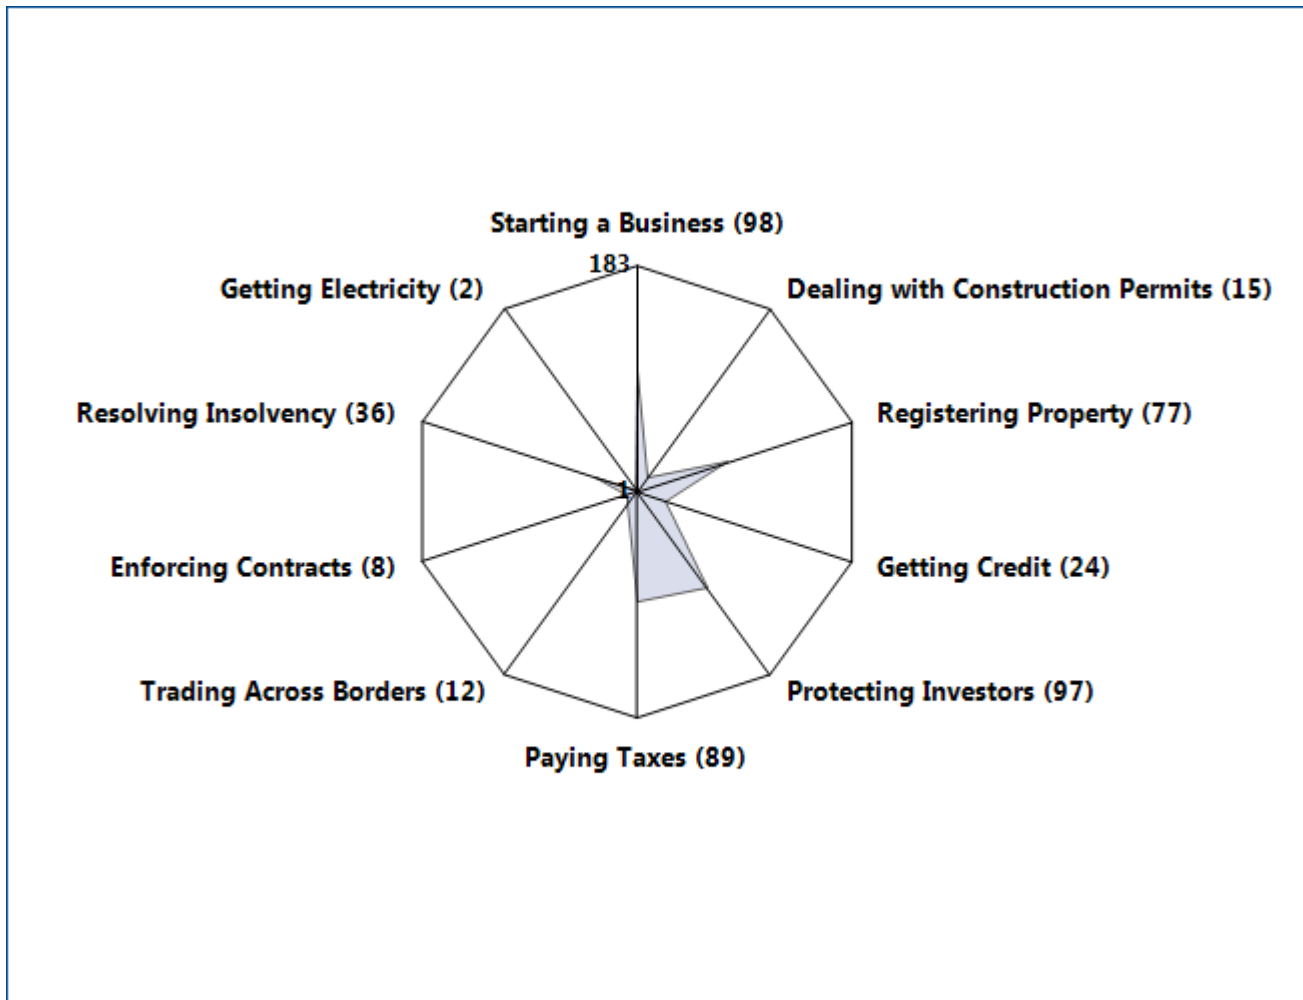 Starting a Business (98)
183
Getting Electricity (2)
Dealing with Construction Permits (15)
Resolving Insolvency (36)
Registering Property (77)
1
Enforcing Contracts (8)
Getting Credit (24)
Trading Across Borders (12)
Protecting Investors (97)
Paying Taxes (89)